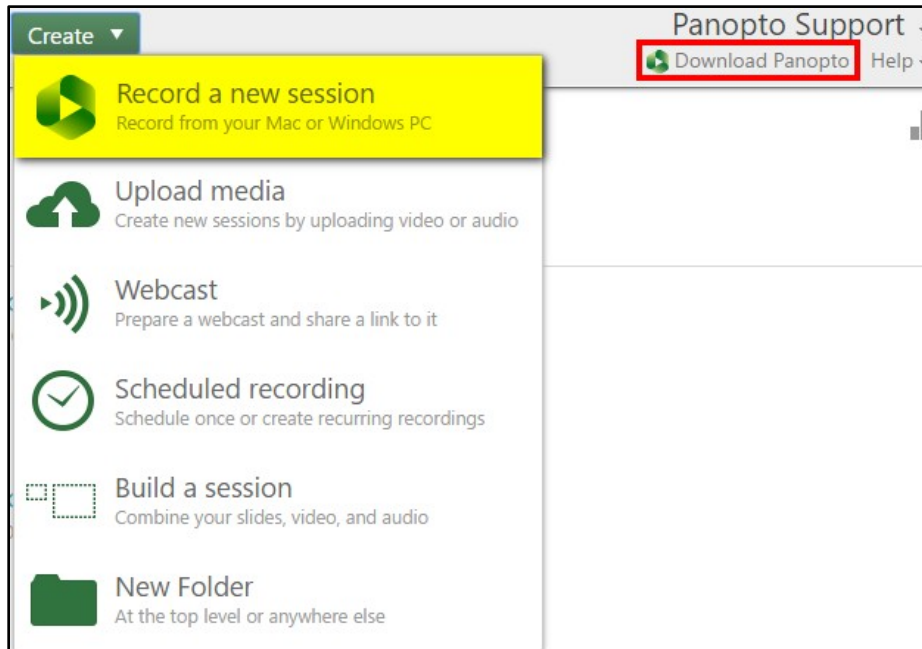 Create
Panopto Support
Download Panopto
Help
Record a new session
Record from your Mac or Windows PC
Upload media
Create new sessions by uploading video or audio
Webcast
Prepare a webcast and share a link to it
Scheduled recording
Schedule once or create recurring recordings
Build a session
Combine your slides, video, and audio
New Folder
At the top level or anywhere else